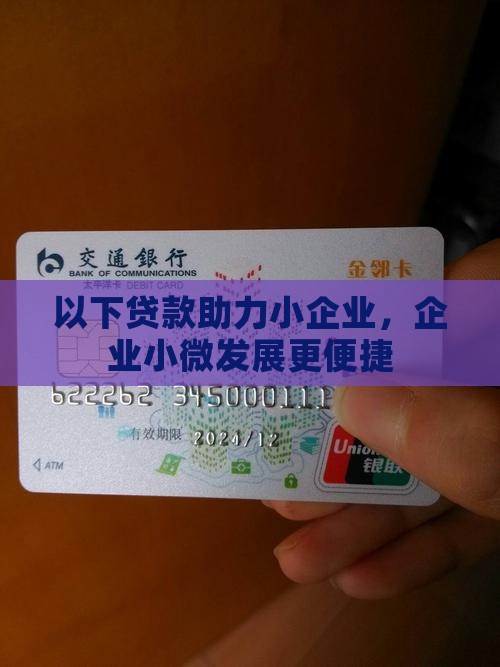 交通銀行
BANK OF COMMUNICATIONS
太平洋卡 DEBIT CARD
金邻卡
以下贷款助力小企业，企
业小微发展更便捷
622262 345000111
有效期限 2024/12
ATM
Union
银联